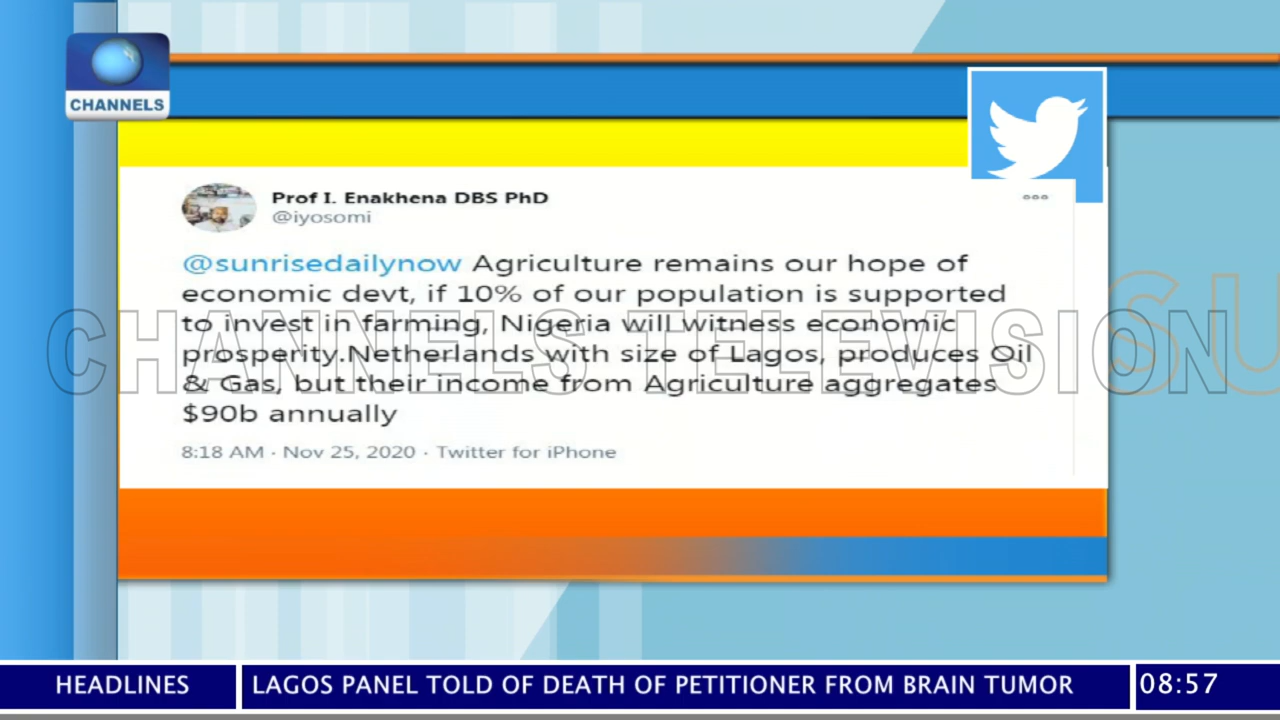 CHANNELS
Prof I. Enakhena DBS PhD
@iyosomi
@sunrisedailynow Agriculture remains our hope of
economic devt, if 10% of our population is supported
to invest in farming, Nigeria will witness economic
prosperity.Netherlands with size of Lagos, produces Oil
& Gas, but their income from Agriculture aggregates
$90b annually
8:18 AM · Nov 25, 2020 · Twitter for iPhone
CHANNELS TELEVISION
SU
HEADLINES
LAGOS PANEL TOLD OF DEATH OF PETITIONER FROM BRAIN TUMOR
08:57